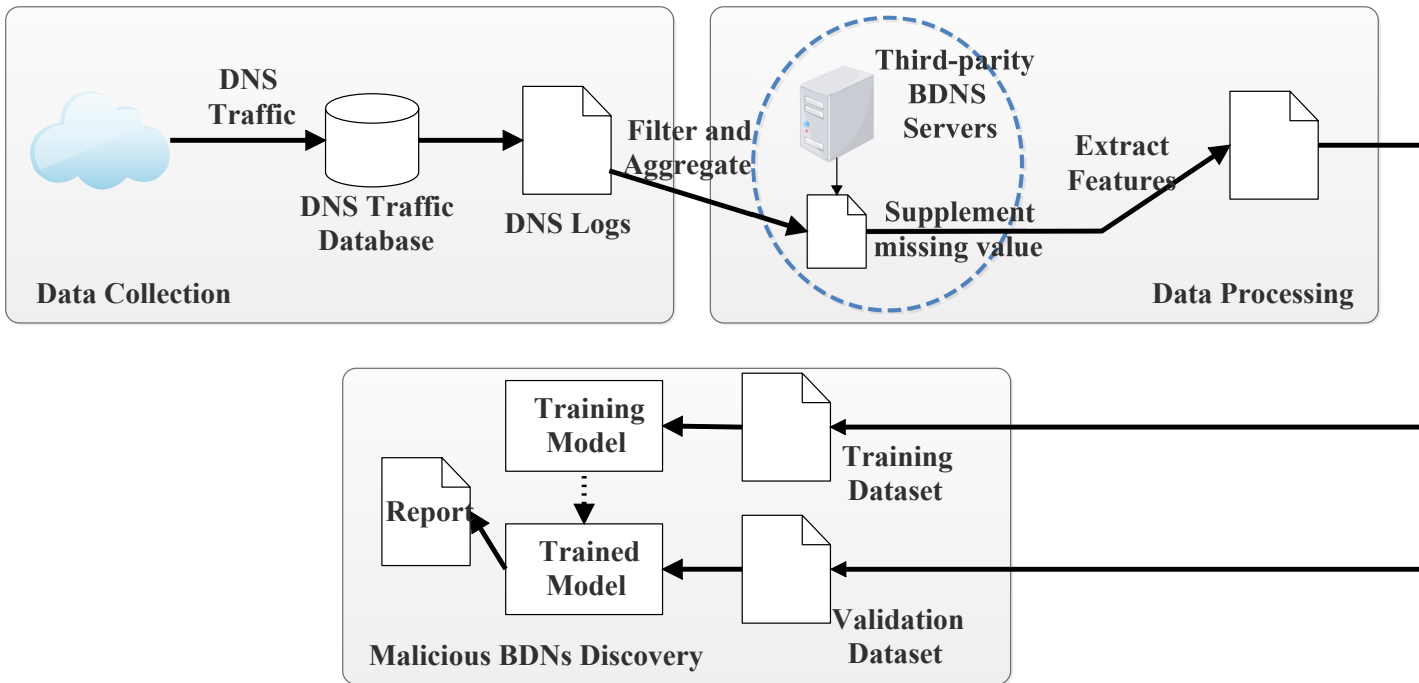 DNS
Traffic
DNS Traffic
Database
DNS Logs
Data Collection
Filter and
Aggregate
Third-parity
BDNS
Servers
Supplement
missing value
Extract
Features
Data Processing
Training
Model
Training
Dataset
Report
Trained
Model
Validation
Dataset
Malicious BDNs Discovery